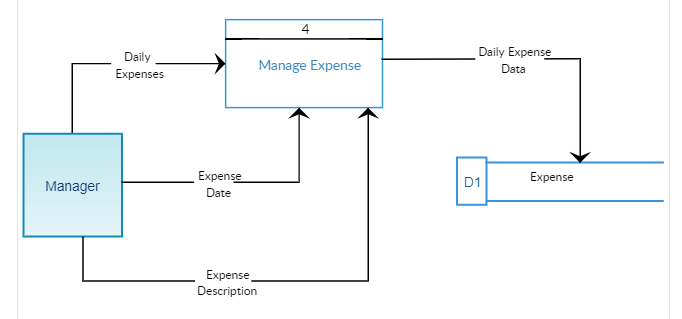 4
Daily
Expenses
Manage Expense
Daily Expense
Data
Manager
Expense
Date
D1
Expense
Expense
Description